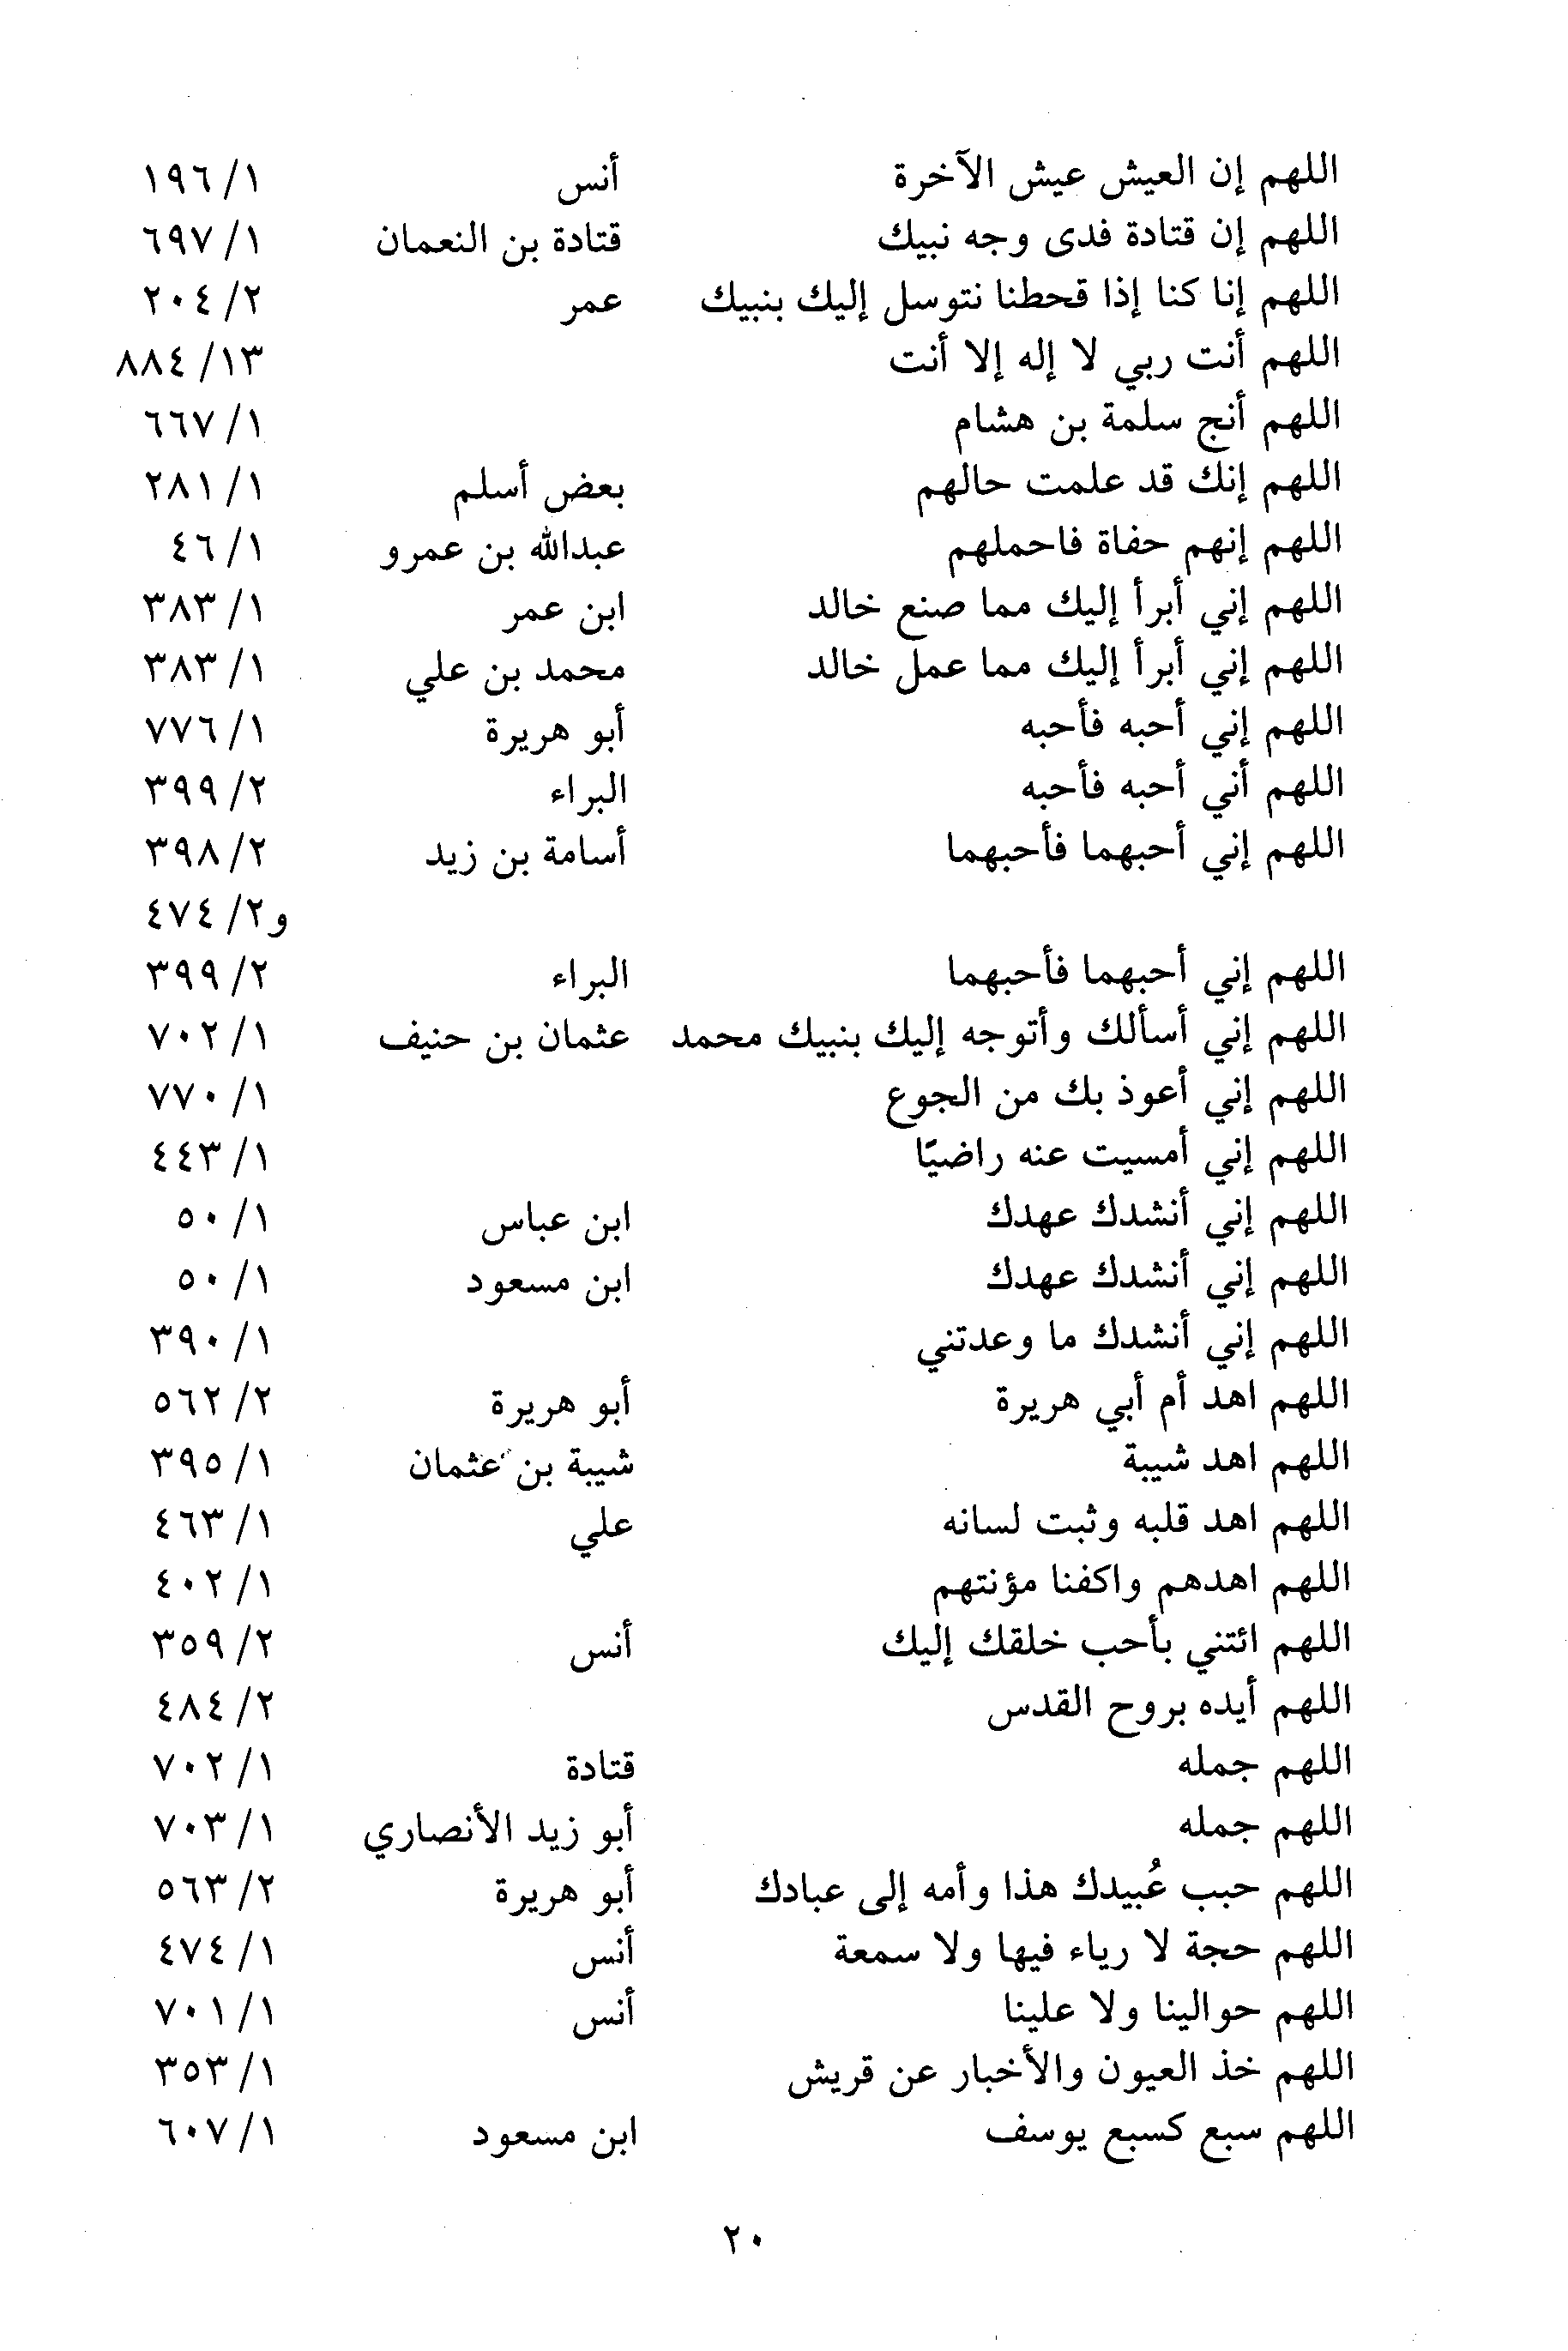 اللهم إن العيش عيش الآخرة أنس ١/ ١٩٦
اللهم إن قتادة فدى وجه نبيك قتادة بن النعمان ١/ ٦٩٧
اللهم إنا كنا إذا قحطنا نتوسل إليك بنبيك عمر ٢/ ٢٠٤
اللهم أنت ربي لا إله إلا أنت ١٣/ ٨٨٤
اللهم أنج سلمة بن هشام ١/ ٦٦٧
اللهم إنك قد علمت حالهم بعض أسلم ١/ ٢٨١
اللهم إنهم حفاة فاحملهم عبدالله بن عمرو ١/ ٤٦
اللهم إني أبرأ إليك مما صنع خالد ابن عمر ١/ ٣٨٣
اللهم إني أبرأ إليك مما عمل خالد محمد بن علي ١/ ٣٨٣
اللهم إني أحبه فأحبه أبو هريرة ١/ ٧٧٦
اللهم أني أحبه فأحبه البراء ٢/ ٣٩٩
اللهم إني أحبهما فأحبهما أسامة بن زيد ٢/ ٣٩٨
و٢/ ٤٧٤
اللهم إني أحبهما فأحبهما البراء ٢/ ٣٩٩
اللهم إني أسألك وأتوجه إليك بنبيك محمد عثمان بن حنيف ١/ ٧٠٢
اللهم إني أعوذ بك من الجوع ١/ ٧٧٠
اللهم إني أمسيت عنه راضيًا ١/ ٤٤٣
اللهم إني أنشدك عهدك ابن عباس ١/ ٥٠
اللهم إني أنشدك عهدك ابن مسعود ١/ ٥٠
اللهم إني أنشدك ما وعدتني ١/ ٣٩٠
اللهم اهد أم أبي هريرة أبو هريرة ٢/ ٥٦٢
اللهم اهد شيبة شيبة بن عثمان ١/ ٣٩٥
اللهم اهد قلبه وثبت لسانه علي ١/ ٤٦٣
اللهم اهدهم واكفنا مؤنتهم ١/ ٤٠٢
اللهم ائتني بأحب خلقك إليك أنس ٢/ ٣٥٩
اللهم أيده بروح القدس ٢/ ٤٨٤
اللهم جمله قتادة ١/ ٧٠٢
اللهم جمله أبو زيد الأنصاري ١/ ٧٠٣
اللهم حبب عُبيدك هذا وأمه إلى عبادك أبو هريرة ٢/ ٥٦٣
اللهم حجة لا رياء فيها ولا سمعة أنس ١/ ٤٧٤
اللهم حوالينا ولا علينا أنس ١/ ٧٠١
اللهم خذ العيون والأخبار عن قريش ١/ ٣٥٣
اللهم سبع كسبع يوسف ابن مسعود ١/ ٦٠٧
٢٠